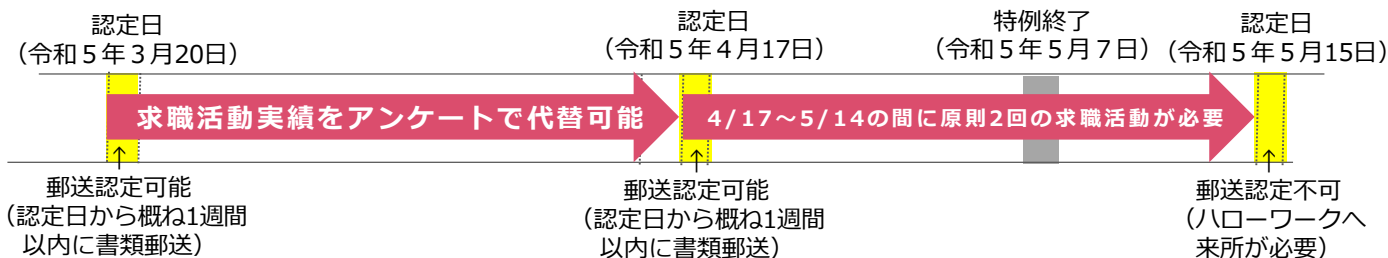 認定日
（令和５年３月20日）
認定日
（令和５年４月17日）
特例終了
（令和５年５月７日）
認定日
（令和５年５月15日）
求職活動実績をアンケートで代替可能
4/17～5/14の間に原則2回の求職活動が必要
↑
郵送認定可能
（認定日から概ね1週間
以内に書類郵送）
↑
郵送認定可能
（認定日から概ね1週間
以内に書類郵送）
↑
郵送認定不可
（ハローワークへ
来所が必要）